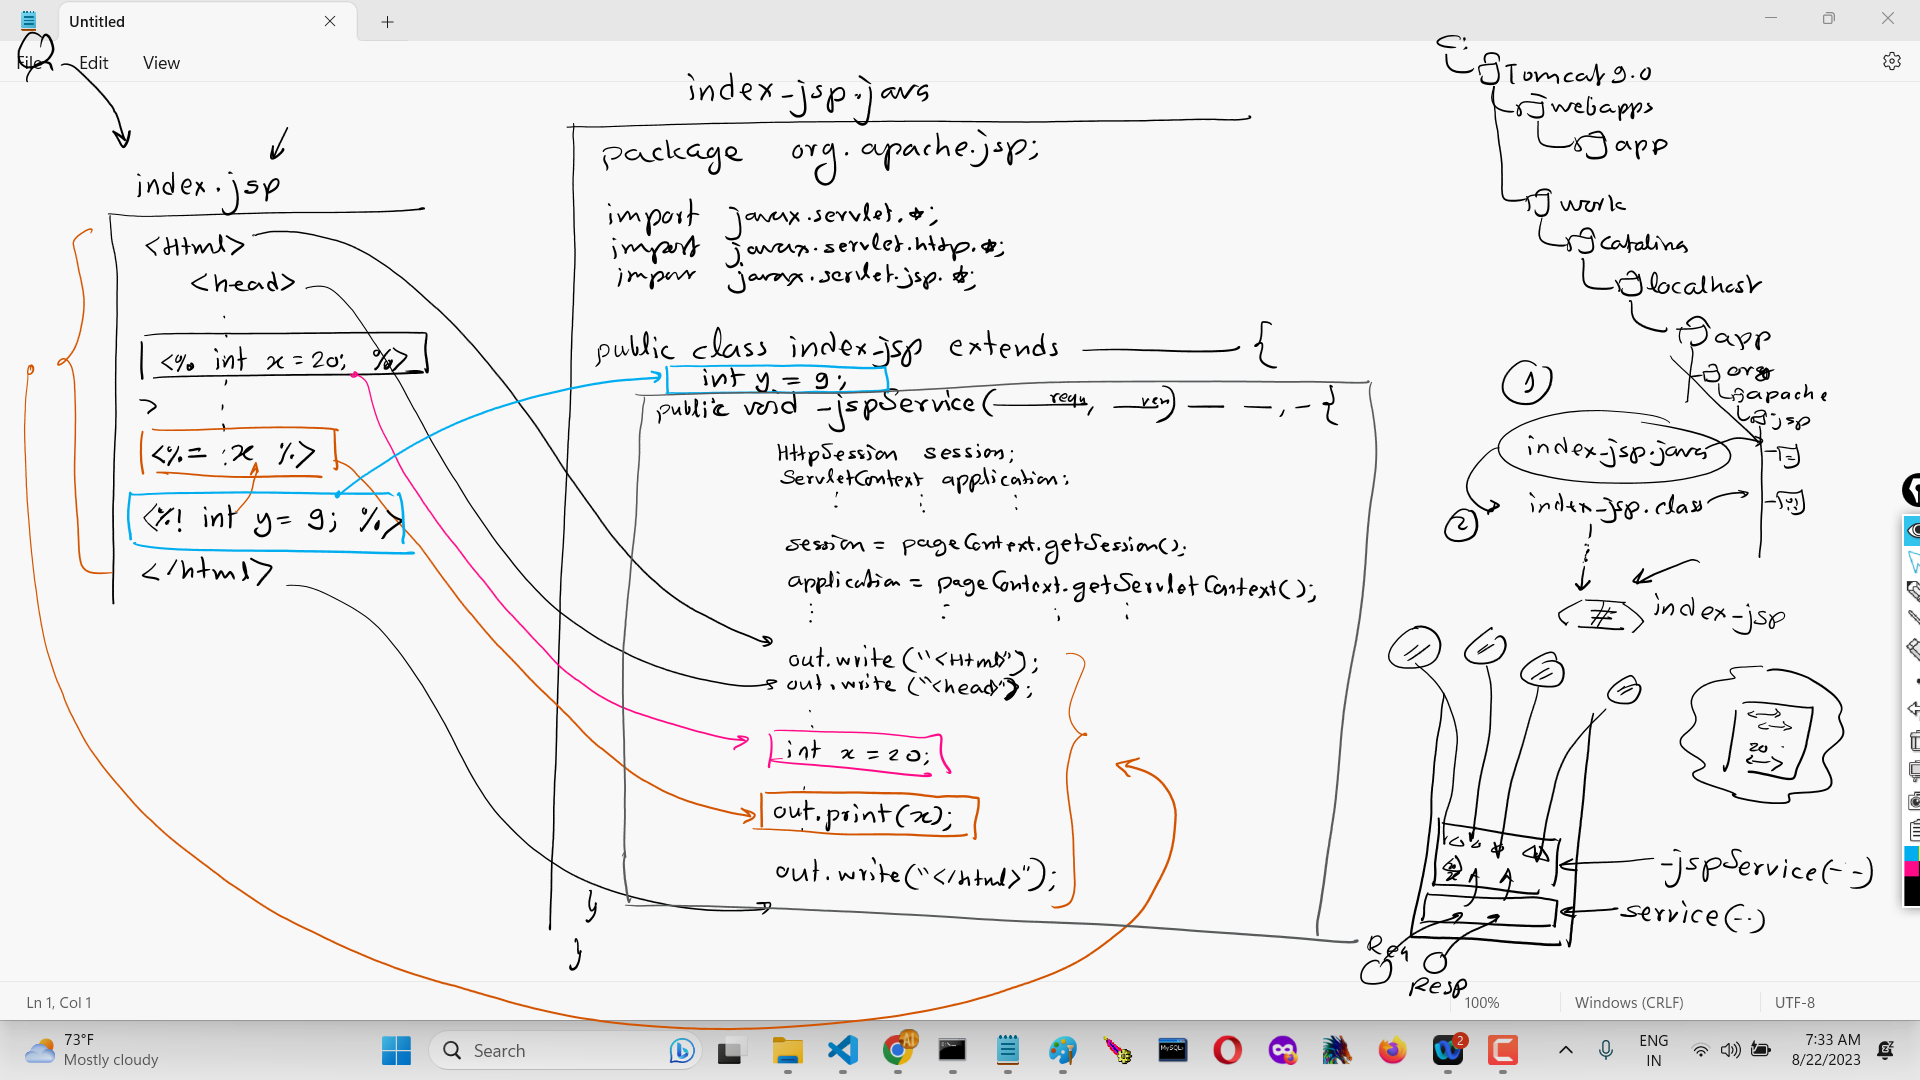 Untitled
File Edit View
index_jsp.java
package org.apache.jsp;
import javax.servlet.*;
import javax.servlet.http.*;
impor javax.servlet.jsp.*;
public class index_jsp extends {
int y = 9;
public void _jspService( requ, ren) — —, - {
HttpSession session;
ServletContext application;
session = pageContext.getSession();
application = pageContext.getServletContext();
out.write("<Html>");
out.write("<head>");
int x = 20;
out.print(x);
out.write("</html>");
}
}
index.jsp
<Html>
<head>
<% int x = 20; %>
>
<%= x %>
<%! int y= 9; %>
</html>
C:
Tomcat 9.0
webapps
app
work
catalina
localhost
app
org
apache
jsp
1
index_jsp.java
2
index_jsp.class
# index_jsp
20
_jspService(- -)
service(--)
Req
Resp
Ln 1, Col 1 100% Windows (CRLF) UTF-8
73°F
Mostly cloudy
Search
AI
MySQL
2
ENG
IN
7:33 AM
8/22/2023